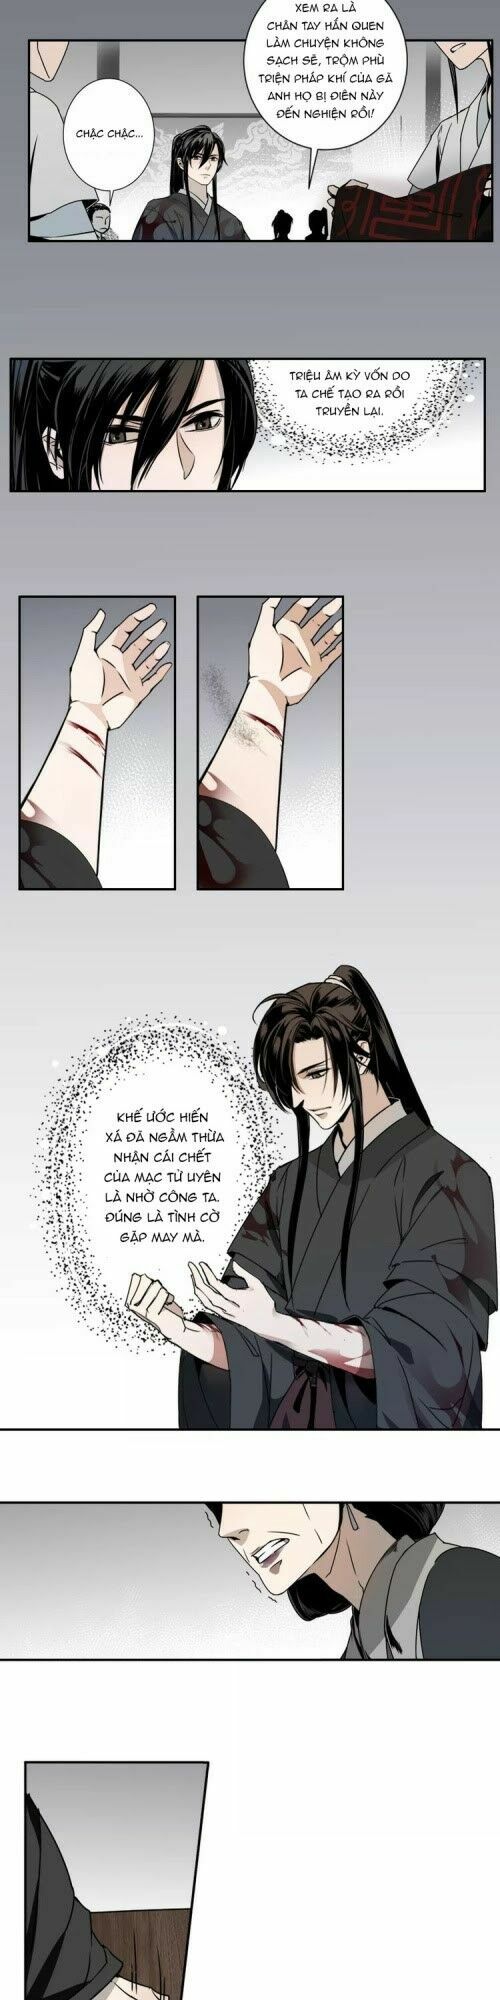 XEM RA LÀ
CHÂN TAY HẮN QUEN
LÀM CHUYỆN KHÔNG
SẠCH SẼ, TRỘM PHÙ
TRIỆN PHÁP KHÍ CỦA GÃ
ANH HỌ BỊ ĐIÊN NÀY
ĐẾN NGHIỆN RỒI!
CHẬC CHẬC...
TRIỆU ÂM KỲ VỐN DO
TA CHẾ TẠO RA RỒI
TRUYỀN LẠI.
KHẾ ƯỚC HIẾN
XÁ ĐÃ NGẦM THỪA
NHẬN CÁI CHẾT
CỦA MẠC TỬ UYÊN
LÀ NHỜ CÔNG TA.
ĐÚNG LÀ TÌNH CỜ
GẶP MAY MÀ.